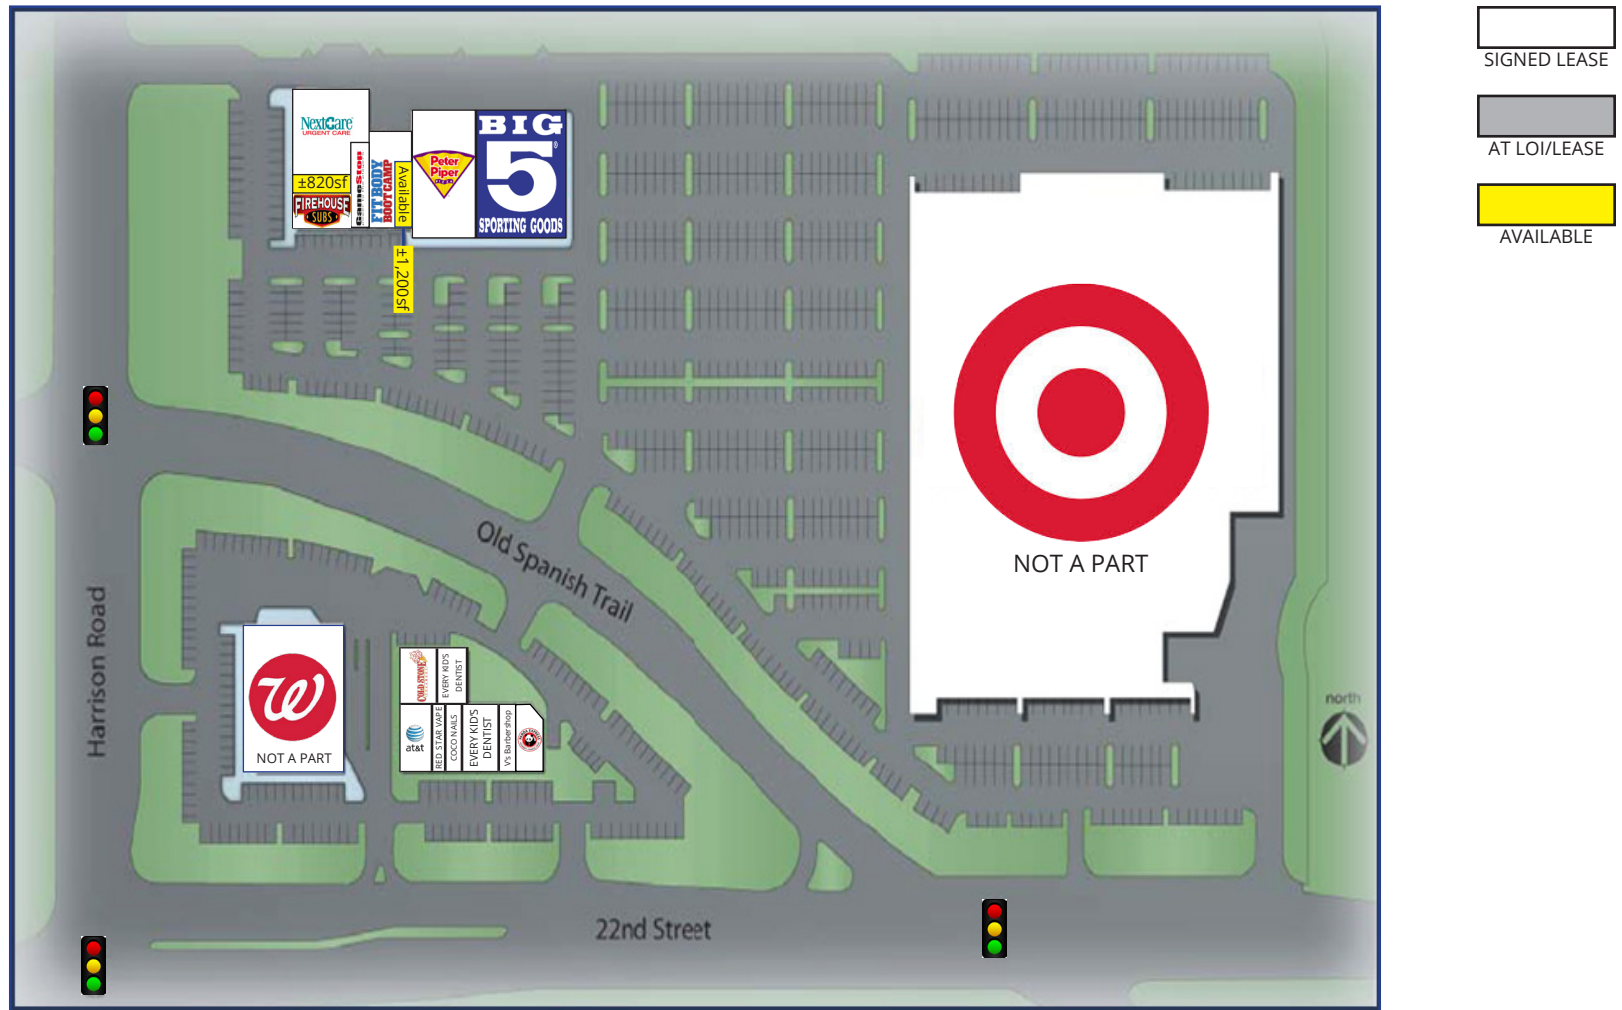 SIGNED LEASE
AT LOI/LEASE
AVAILABLE
NextCare
URGENT CARE
±820sf
FIREHOUSE
SUBS
GameStop
FIT BODY
BOOT CAMP
Available
±1,200sf
Peter
Piper
BIG
5
SPORTING GOODS
NOT A PART
Old Spanish Trail
Harrison Road
W
NOT A PART
COLD STONE
EVERY KID'S
DENTIST
at&t
RED STAR VAPE
COCO NAILS
EVERY KID'S
DENTIST
V's Barbershop
north
22nd Street